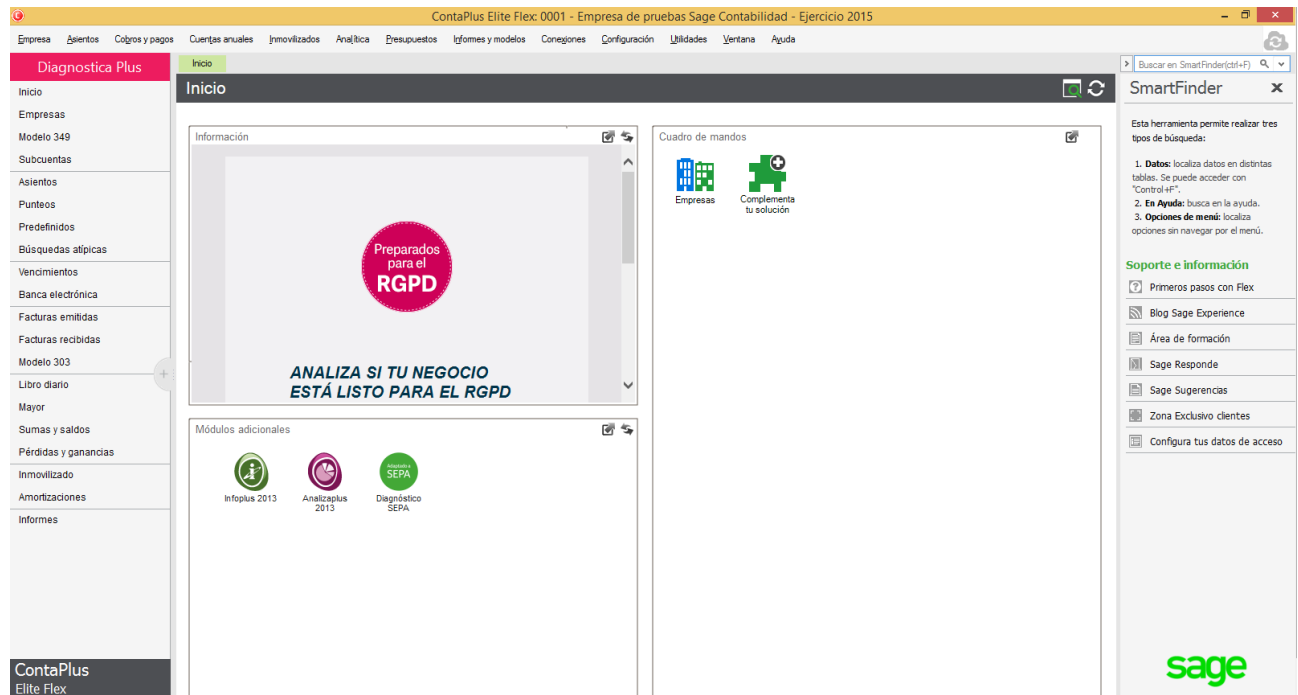 ContaPlus Elite Flex: 0001 - Empresa de pruebas Sage Contabilidad - Ejercicio 2015
Empresa Asientos Cobros y pagos Cuentas anuales Inmovilizados Analítica Presupuestos Informes y modelos Conexiones Configuración Utilidades Ventana Ayuda
Diagnostica Plus
Inicio
Empresas
Modelo 349
Subcuentas
Asientos
Punteos
Predefinidos
Búsquedas atípicas
Vencimientos
Banca electrónica
Facturas emitidas
Facturas recibidas
Modelo 303
Libro diario
Mayor
Sumas y saldos
Pérdidas y ganancias
Inmovilizado
Amortizaciones
Informes
ContaPlus
Elite Flex
Inicio
Inicio
Información
Preparados
para el
RGPD
ANALIZA SI TU NEGOCIO
ESTÁ LISTO PARA EL RGPD
Módulos adicionales
Adaptado a
SEPA
Infoplus 2013
Analizaplus
2013
Diagnóstico
SEPA
Cuadro de mandos
Empresas
Complementa
tu solución
Buscar en SmartFinder(ctrl+F)
SmartFinder
Esta herramienta permite realizar tres
tipos de búsqueda:
1. Datos: localiza datos en distintas
tablas. Se puede acceder con
"Control+F".
2. En Ayuda: busca en la ayuda.
3. Opciones de menú: localiza
opciones sin navegar por el menú.
Soporte e información
Primeros pasos con Flex
Blog Sage Experience
Área de formación
Sage Responde
Sage Sugerencias
Zona Exclusivo clientes
Configura tus datos de acceso
sage